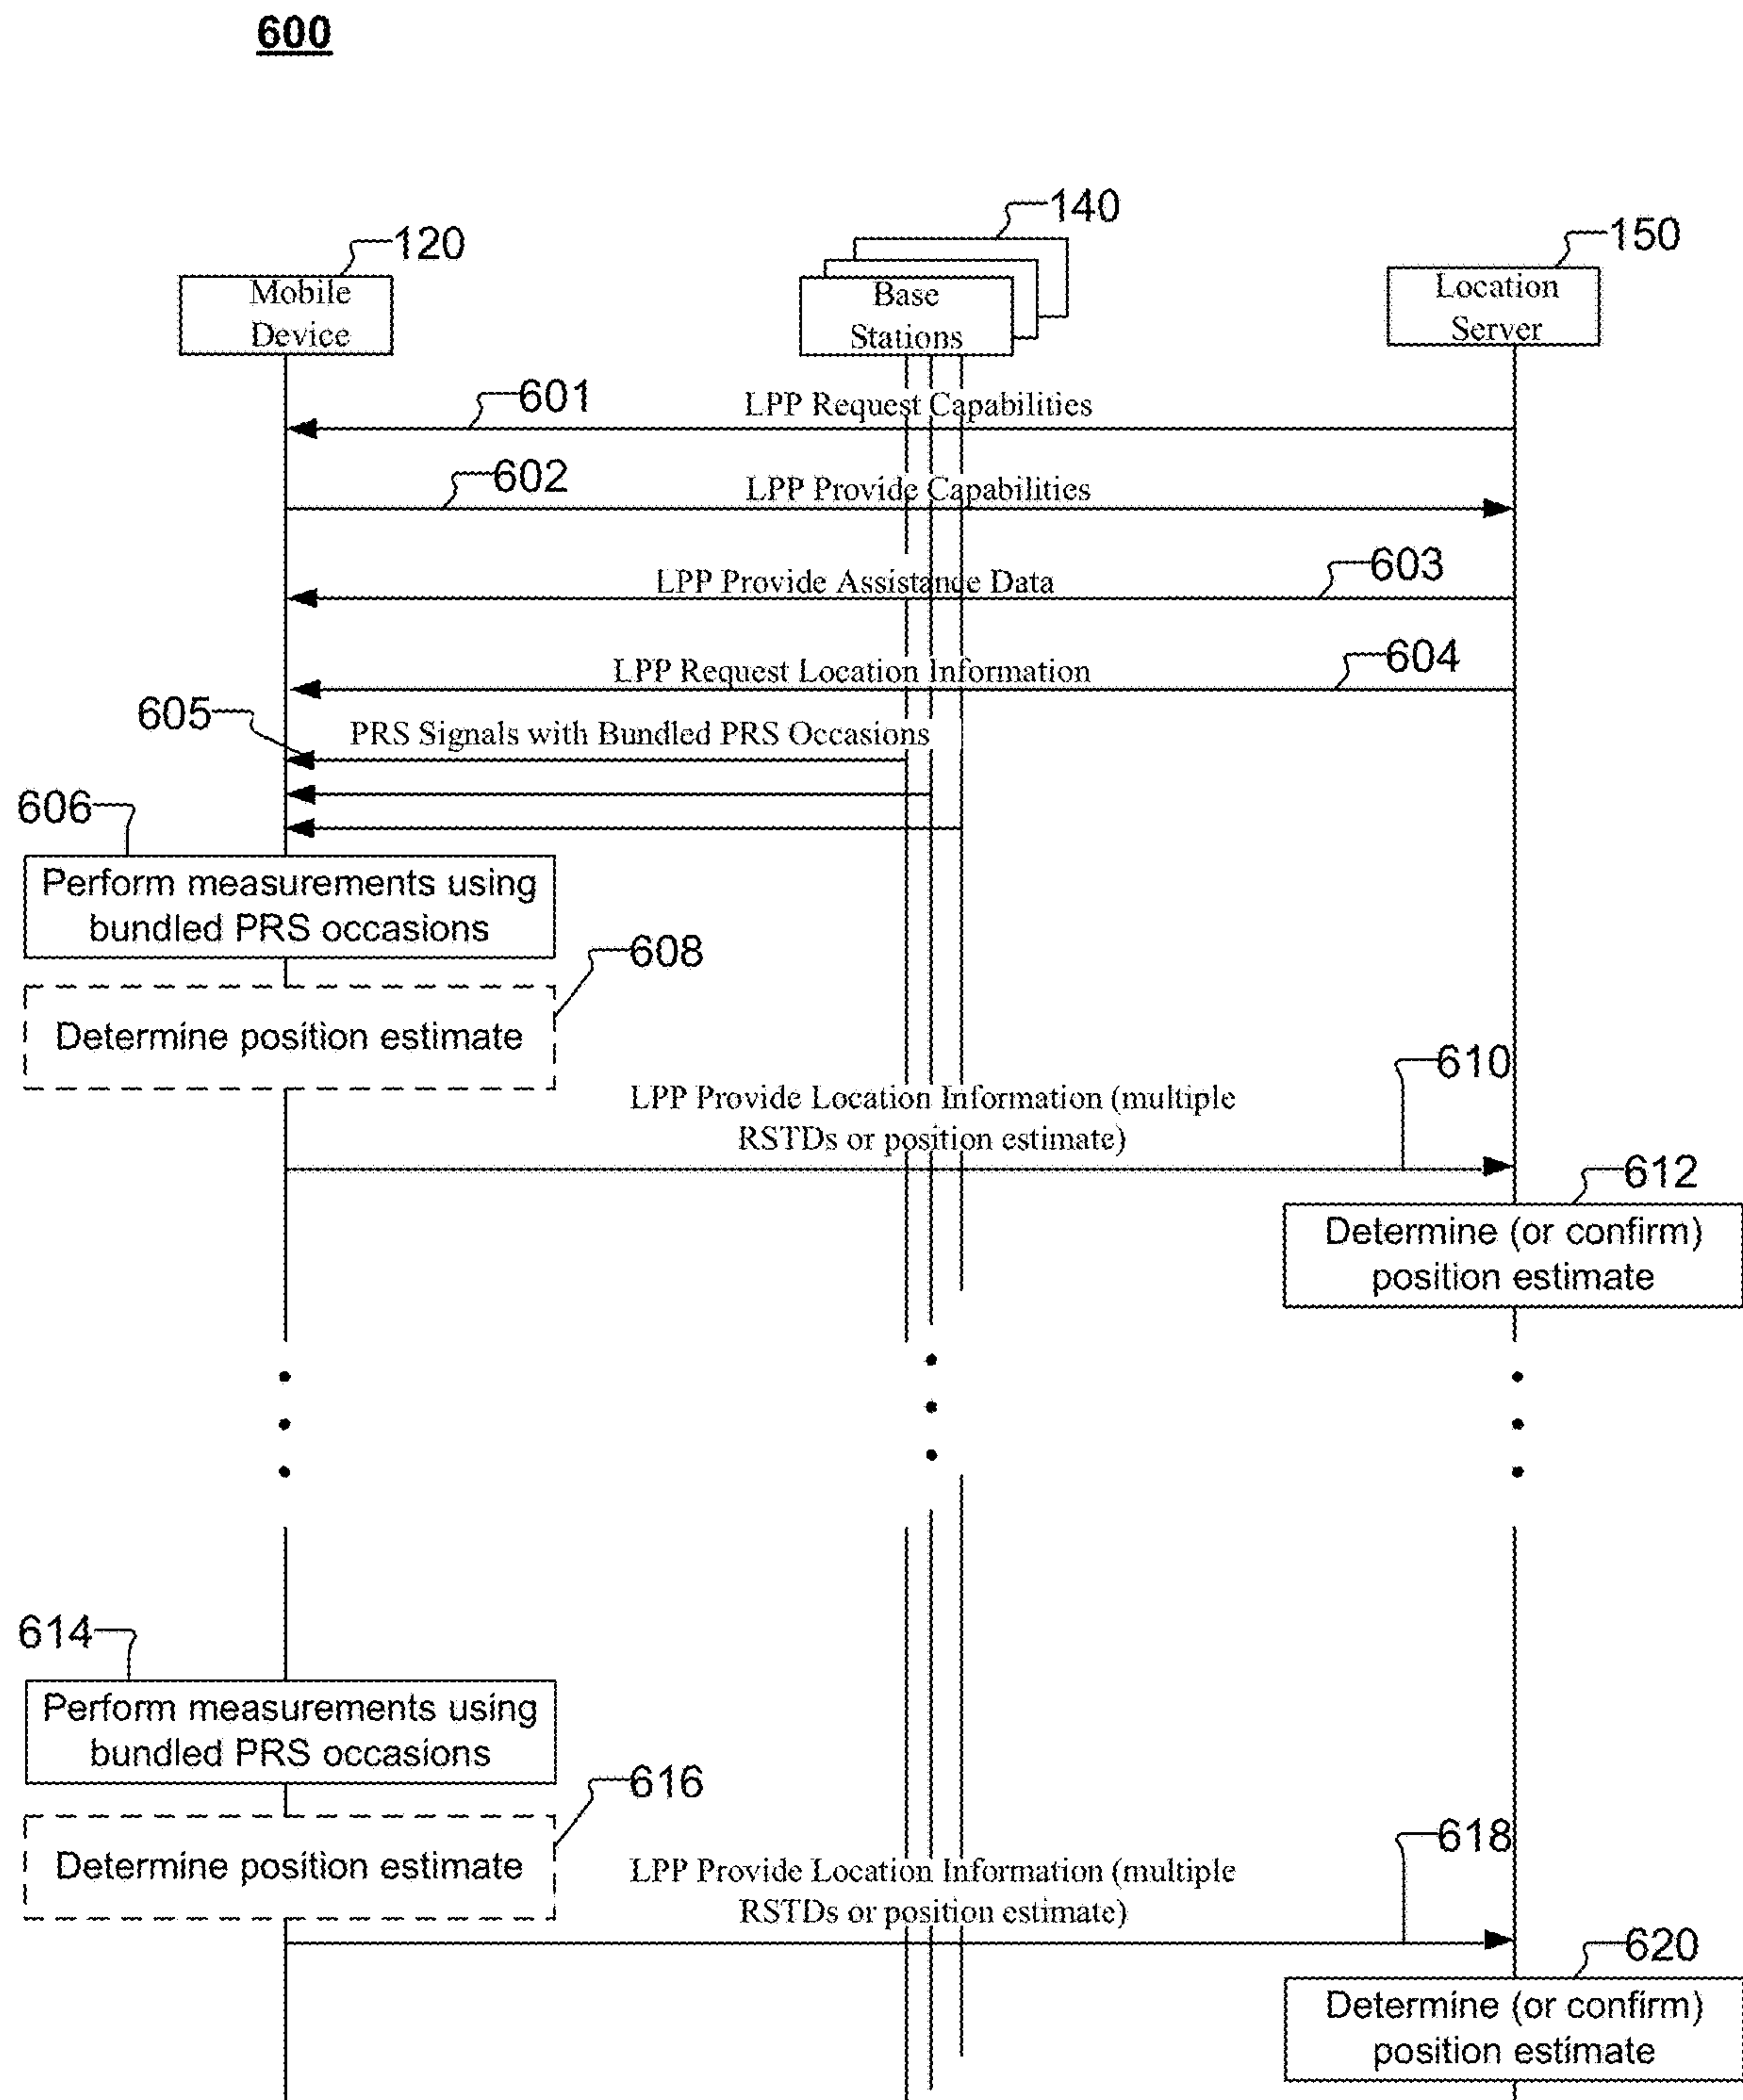 600
140
120
150
Mobile
Device
Base
Stations
Location
Server
601
LPP Request Capabilities
602
LPP Provide Capabilities
603
LPP Provide Assistance Data
604
LPP Request Location Information
605
PRS Signals with Bundled PRS Occasions
606
Perform measurements using
bundled PRS occasions
608
Determine position estimate
610
LPP Provide Location Information (multiple
RSTDs or position estimate)
612
Determine (or confirm)
position estimate
614
Perform measurements using
bundled PRS occasions
616
Determine position estimate
618
LPP Provide Location Information (multiple
RSTDs or position estimate)
620
Determine (or confirm)
position estimate